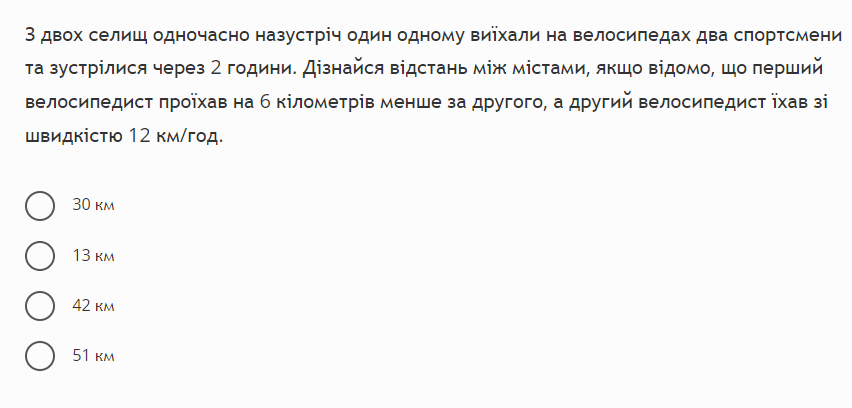 З двох селищ одночасно назустріч один одному виїхали на велосипедах два спортсмени
та зустрілися через 2 години. Дізнайся відстань між містами, якщо відомо, що перший
велосипедист проїхав на 6 кілометрів менше за другого, а другий велосипедист їхав зі
швидкістю 12 км/год.
30 км
13 км
42 км
51 км